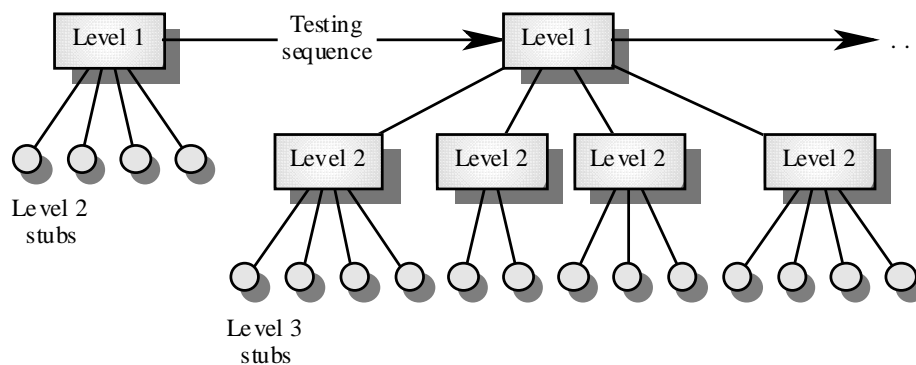 Level 1
Testing
sequence
Level 1
. .
Level 2
Level 2
Level 2
Level 2
Level 2
stubs
Level 3
stubs